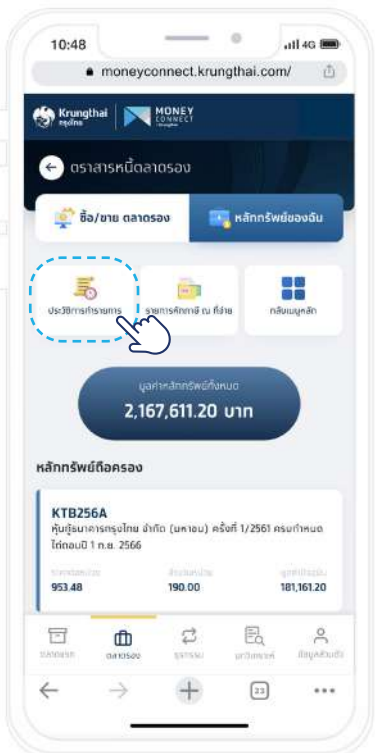 10:48
4G
moneyconnect.krungthai.com/
Krungthai
กรุงไทย
MONEY
CONNECT
ตราสารหนี้ตลาดรอง
ซื้อ/ขาย ตลาดรอง
หลักทรัพย์ของฉัน
ประวัติการทำรายการ
รายการหักภาษี ณ ที่จ่าย
กลับเมนูหลัก
มูลค่าหลักทรัพย์ทั้งหมด
2,167,611.20 บาท
หลักทรัพย์ถือครอง
KTB256A
หุ้นกู้ธนาคารกรุงไทย จำกัด (มหาชน) ครั้งที่ 1/2561 ครบกำหนด
ไถ่ถอนปี 1 ก.ย. 2566
953.48
190.00
181,161.20
ตลาดแรก
ตลาดรอง
ธุรกรรม
บทวิเคราะห์
ข้อมูลส่วนตัว
23